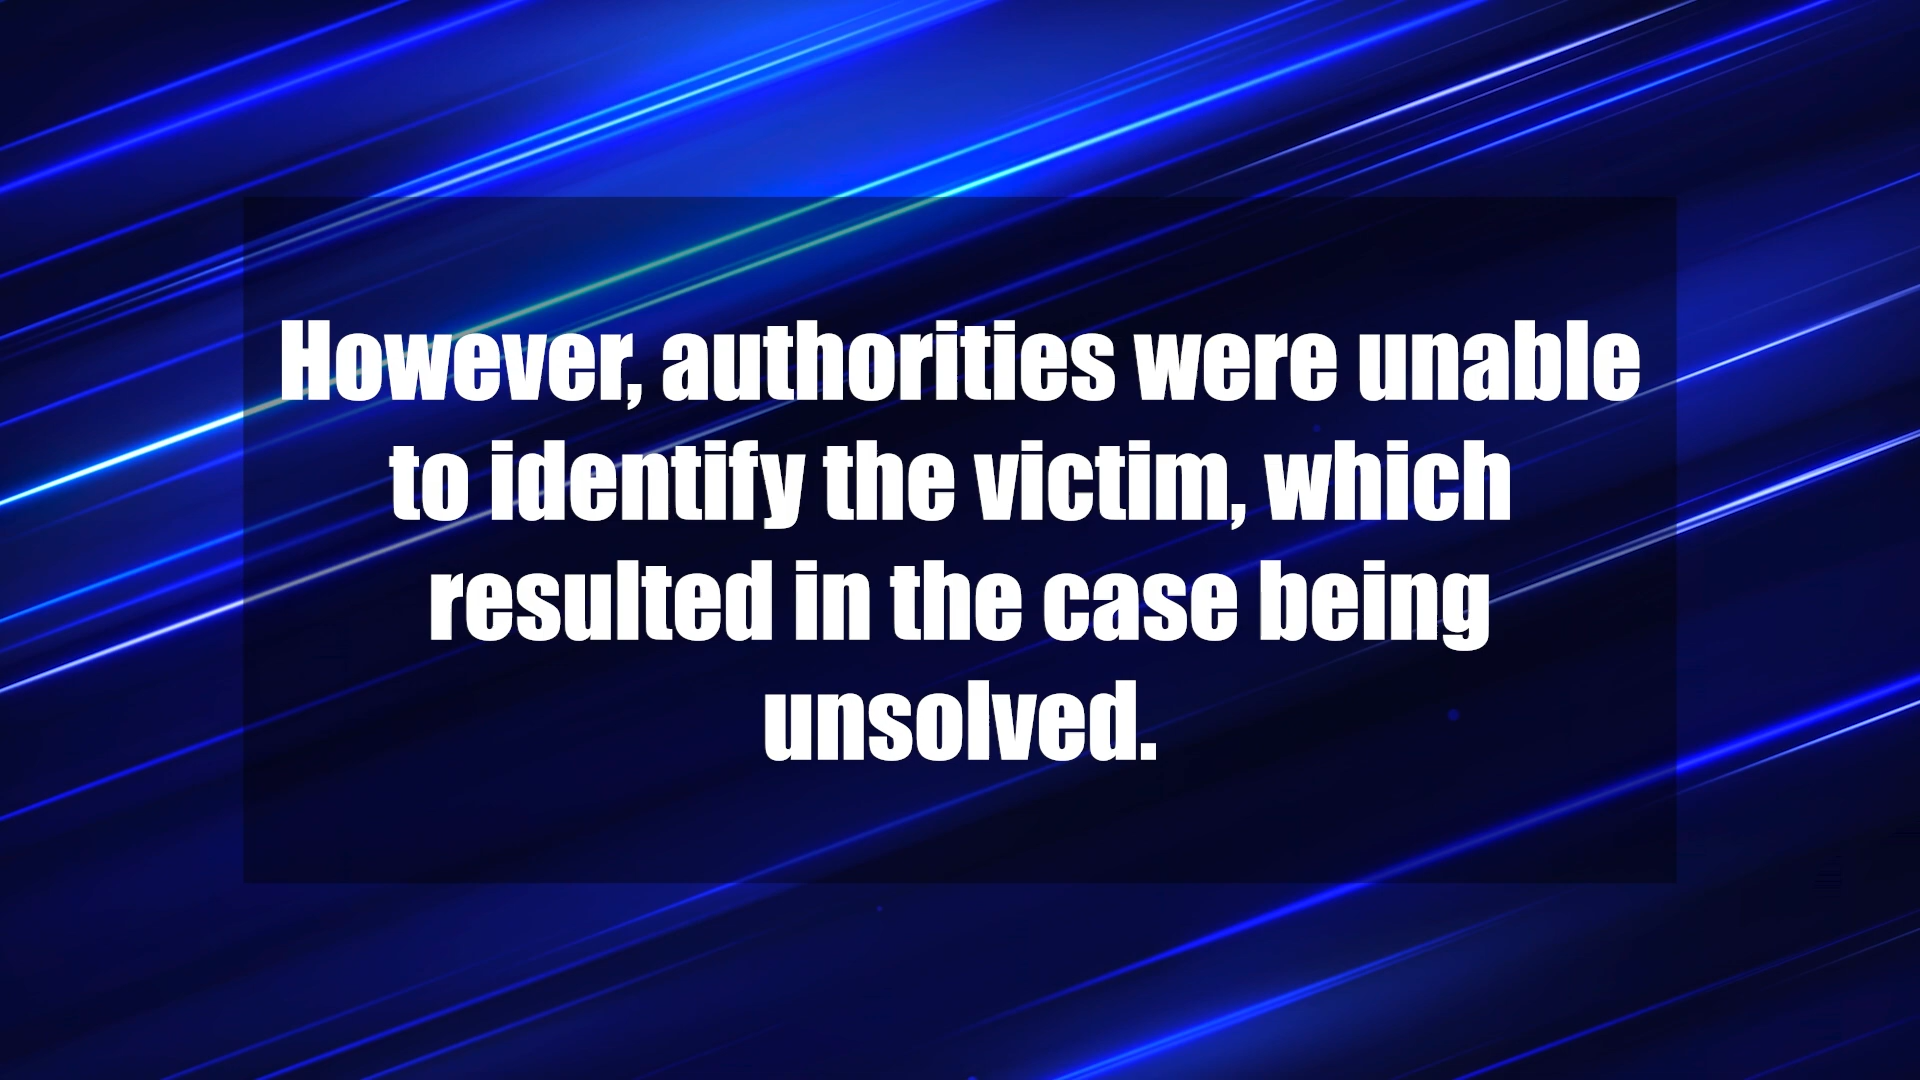 However, authorities were unable
to identify the victim, which
resulted in the case being
unsolved.